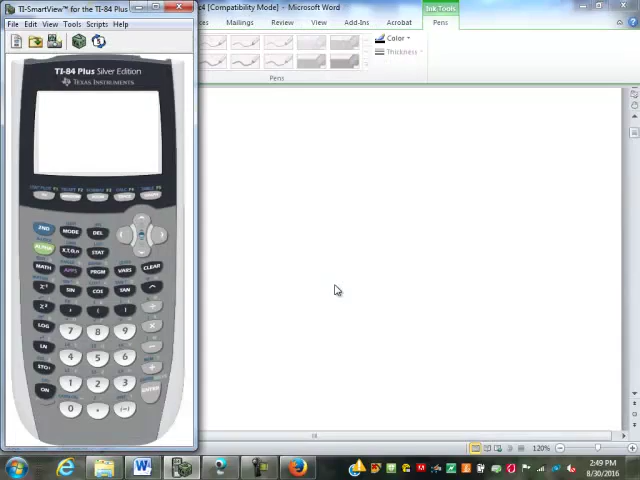 TI-SmartView™ for the TI-84 Plus
c4 [Compatibility Mode] - Microsoft Word
Ink Tools
File Edit View Tools Scripts Help
Mailings Review View Add-Ins Acrobat Pens
Color
Thickness
Pens
TI-84 Plus Silver Edition
TEXAS INSTRUMENTS
2ND MODE DEL
ALPHA X,T,θ,n STAT
MATH APPS PRGM VARS CLEAR
SIN COS TAN
LOG 7 8 9
LN 4 5 6
STO 1 2 3
ON 0 . (-) ENTER
120%
2:49 PM
8/30/2016